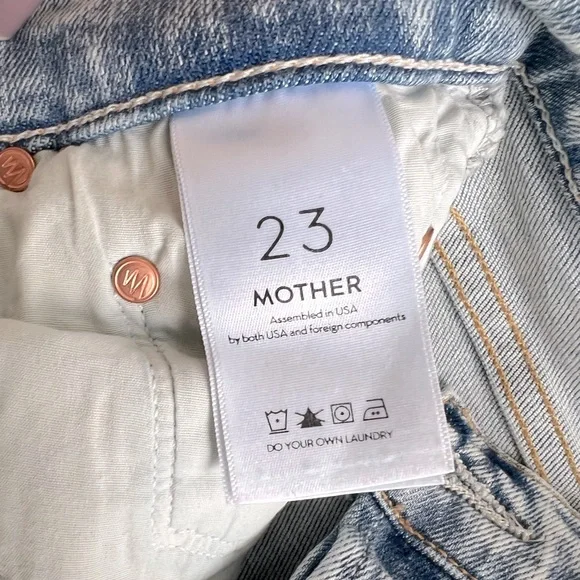 23
MOTHER
Assembled in USA
by both USA and foreign components
DO YOUR OWN LAUNDRY
M
M